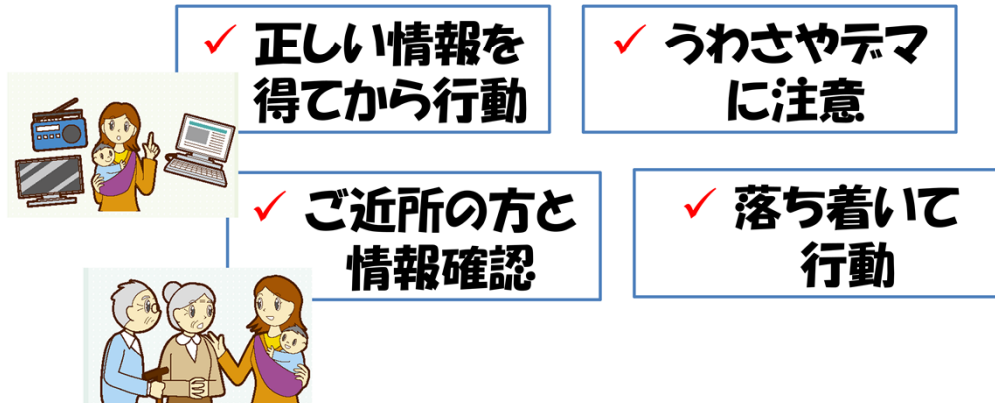 ✓ 正しい情報を
得てから行動
✓ うわさやデマ
に注意
✓ ご近所の方と
情報確認
✓ 落ち着いて
行動